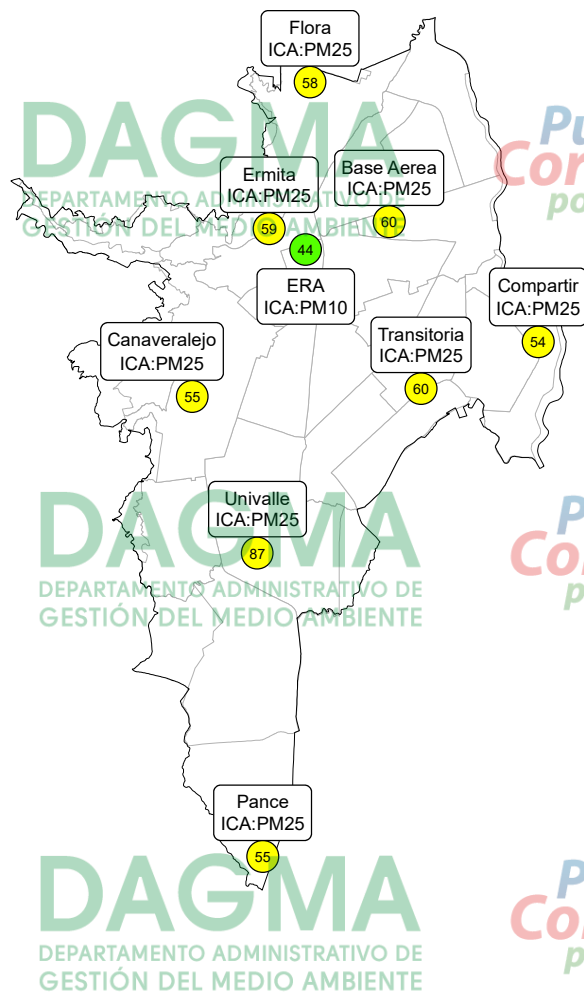 Flora
ICA:PM25
58
DAGMA
DEPARTAMENTO ADMINISTRATIVO DE
GESTIÓN DEL MEDIO AMBIENTE
Ermita
ICA:PM25
59
Base Aerea
ICA:PM25
60
44
ERA
ICA:PM10
Compartir
ICA:PM25
54
Canaveralejo
ICA:PM25
55
Transitoria
ICA:PM25
60
Univalle
ICA:PM25
87
DAGMA
DEPARTAMENTO ADMINISTRATIVO DE
GESTIÓN DEL MEDIO AMBIENTE
Pance
ICA:PM25
55
DAGMA
DEPARTAMENTO ADMINISTRATIVO DE
GESTIÓN DEL MEDIO AMBIENTE